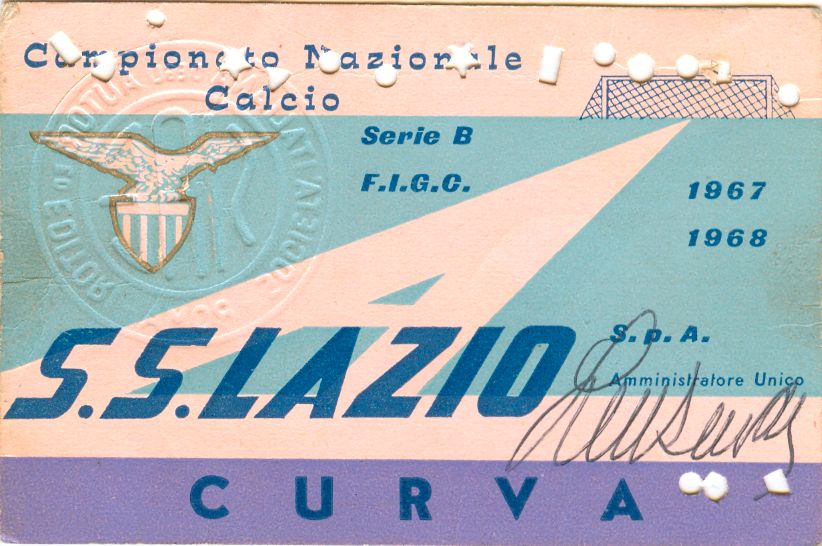 Campionato Nazionale
Calcio
Serie B
F.I.G.C.
1967
1968
S.S.LAZIO
S.p.A.
Amministratore Unico
CURVA